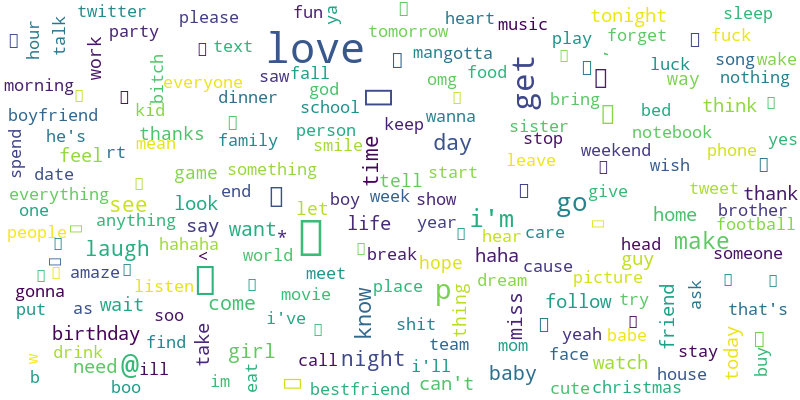 twitter please fun ya heart music tonight sleep
hour talk party text tomorrow play forget fuck
work love mangotta luck song wake
morning bitch everyone saw fall omg food get way nothing
boyfriend kid dinner god school bring think
he's thanks family person keep wanna sister bed notebook yes
spend feel rt mean smile time day stop weekend phone
date game something tell start leave wish
everything see look end boy week show go give tweet thank
one anything let life year i'm home brother football
people say want * hear care
laugh hahaha < world break haha cause head make someone
amaze meet hope guy
gonna listen come movie place know p dream picture
put as wait soo i've thing miss follow try ask that's
birthday find take shit team yeah friend babe today
w drink need @ ill girl call night i'll mom face watch stay buy
b boo im eat bestfriend can't baby cute christmas house